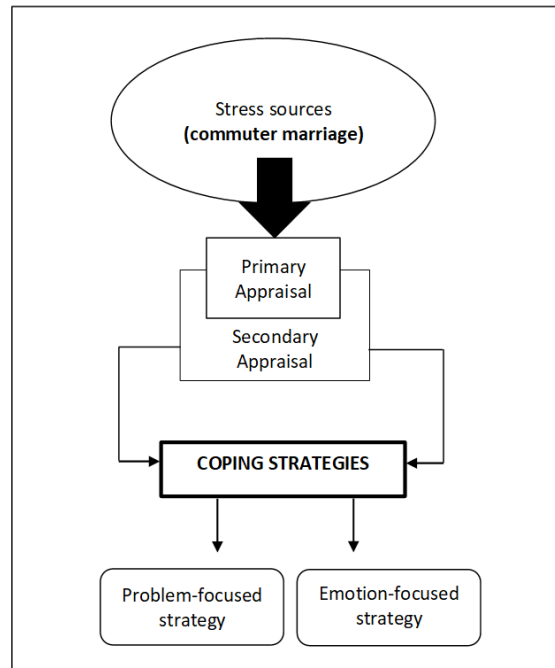 Stress sources
(commuter marriage)
Primary
Appraisal
Secondary
Appraisal
COPING STRATEGIES
Problem-focused
strategy
Emotion-focused
strategy